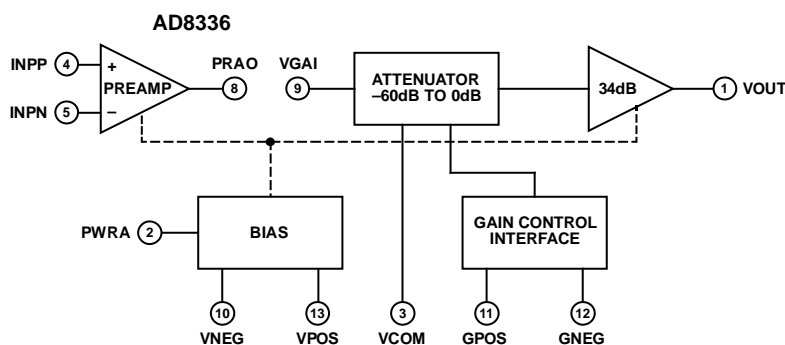 AD8336
INPP 4 + PRAO VGAI ATTENUATOR –60dB TO 0dB 34dB
PREAMP 8 9 1 VOUT
INPN 5 –
PWRA 2 BIAS GAIN CONTROL INTERFACE
10 13 3 11 12
VNEG VPOS VCOM GPOS GNEG